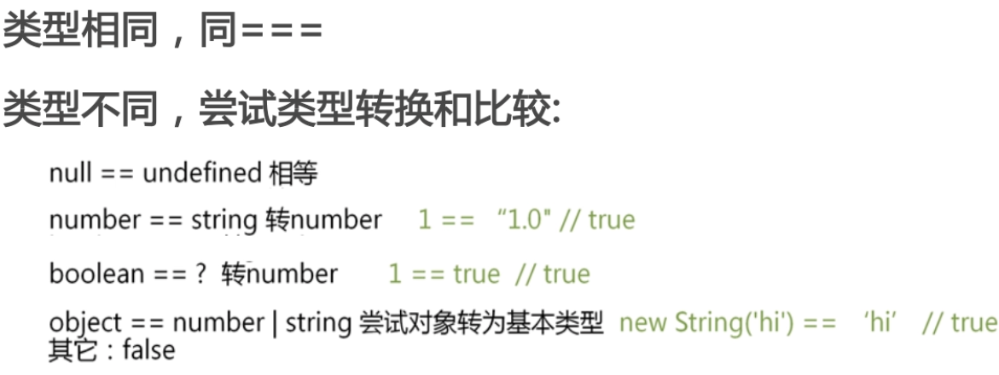 类型相同，同===
类型不同，尝试类型转换和比较:
null == undefined 相等
number == string 转number 1 == “1.0" // true
boolean == ? 转number 1 == true // true
object == number | string 尝试对象转为基本类型 new String('hi') == ‘hi’ // true
其它：false